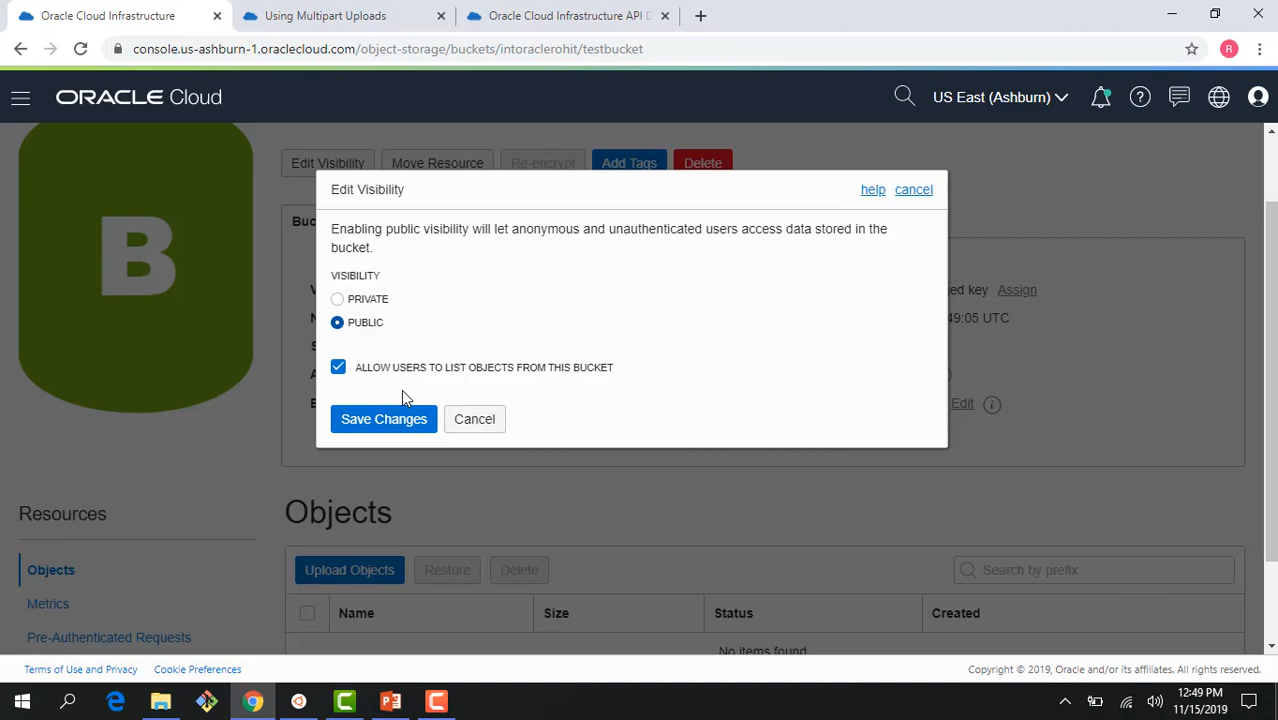 Oracle Cloud Infrastructure
Using Multipart Uploads
Oracle Cloud Infrastructure API D
console.us-ashburn-1.oraclecloud.com/object-storage/buckets/intoraclerohit/testbucket
R
ORACLE Cloud
US East (Ashburn)
B
Edit Visibility
Move Resource
Re-encrypt
Add Tags
Delete
Buc
Edit Visibility
help
cancel
Enabling public visibility will let anonymous and unauthenticated users access data stored in the
bucket.
VISIBILITY
PRIVATE
PUBLIC
ALLOW USERS TO LIST OBJECTS FROM THIS BUCKET
Save Changes
Cancel
ged key Assign
49:05 UTC
Edit
Resources
Objects
Metrics
Pre-Authenticated Requests
Objects
Upload Objects
Restore
Delete
Search by prefix
Name
Size
Status
Created
No items found
Terms of Use and Privacy
Cookie Preferences
Copyright © 2019, Oracle and/or its affiliates. All rights reserved.
12:49 PM
11/15/2019